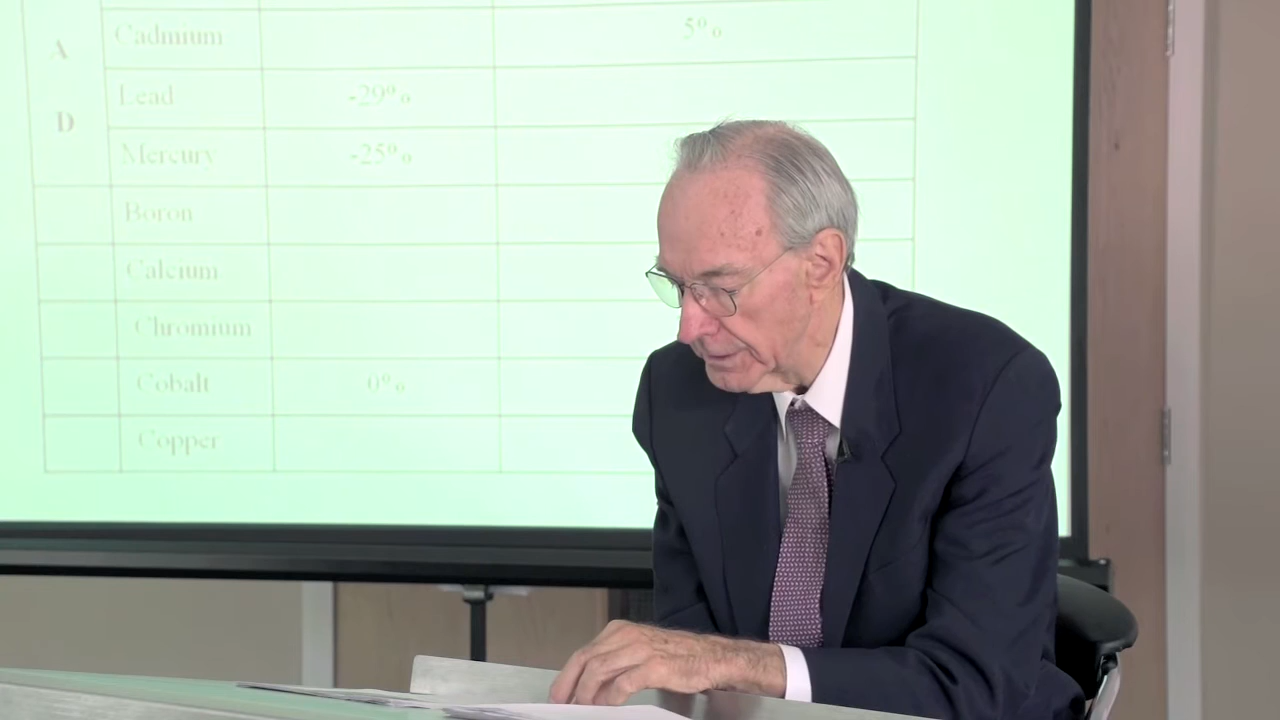 Cadmium 5%
A
Lead -29%
D
Mercury -25%
Boron
Calcium
Chromium
Cobalt 0%
Copper